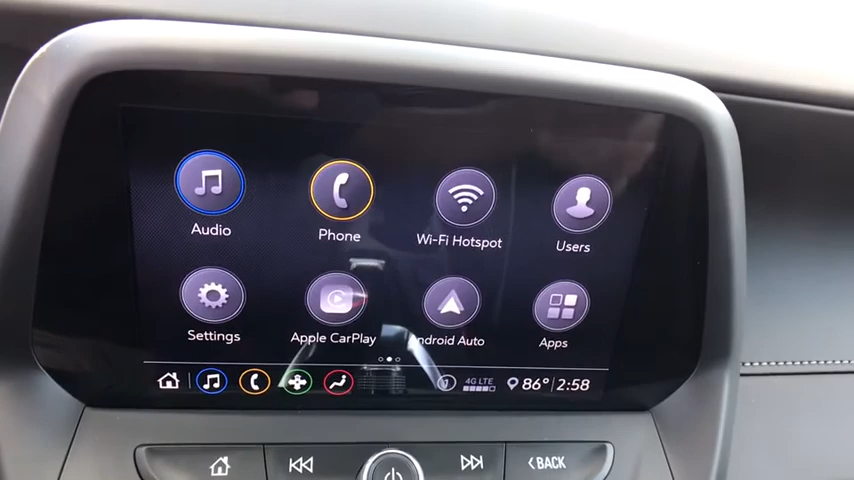 Audio
Phone
Wi-Fi Hotspot
Users
Settings
Apple CarPlay
Android Auto
Apps
4G LTE
86° 2:58
BACK